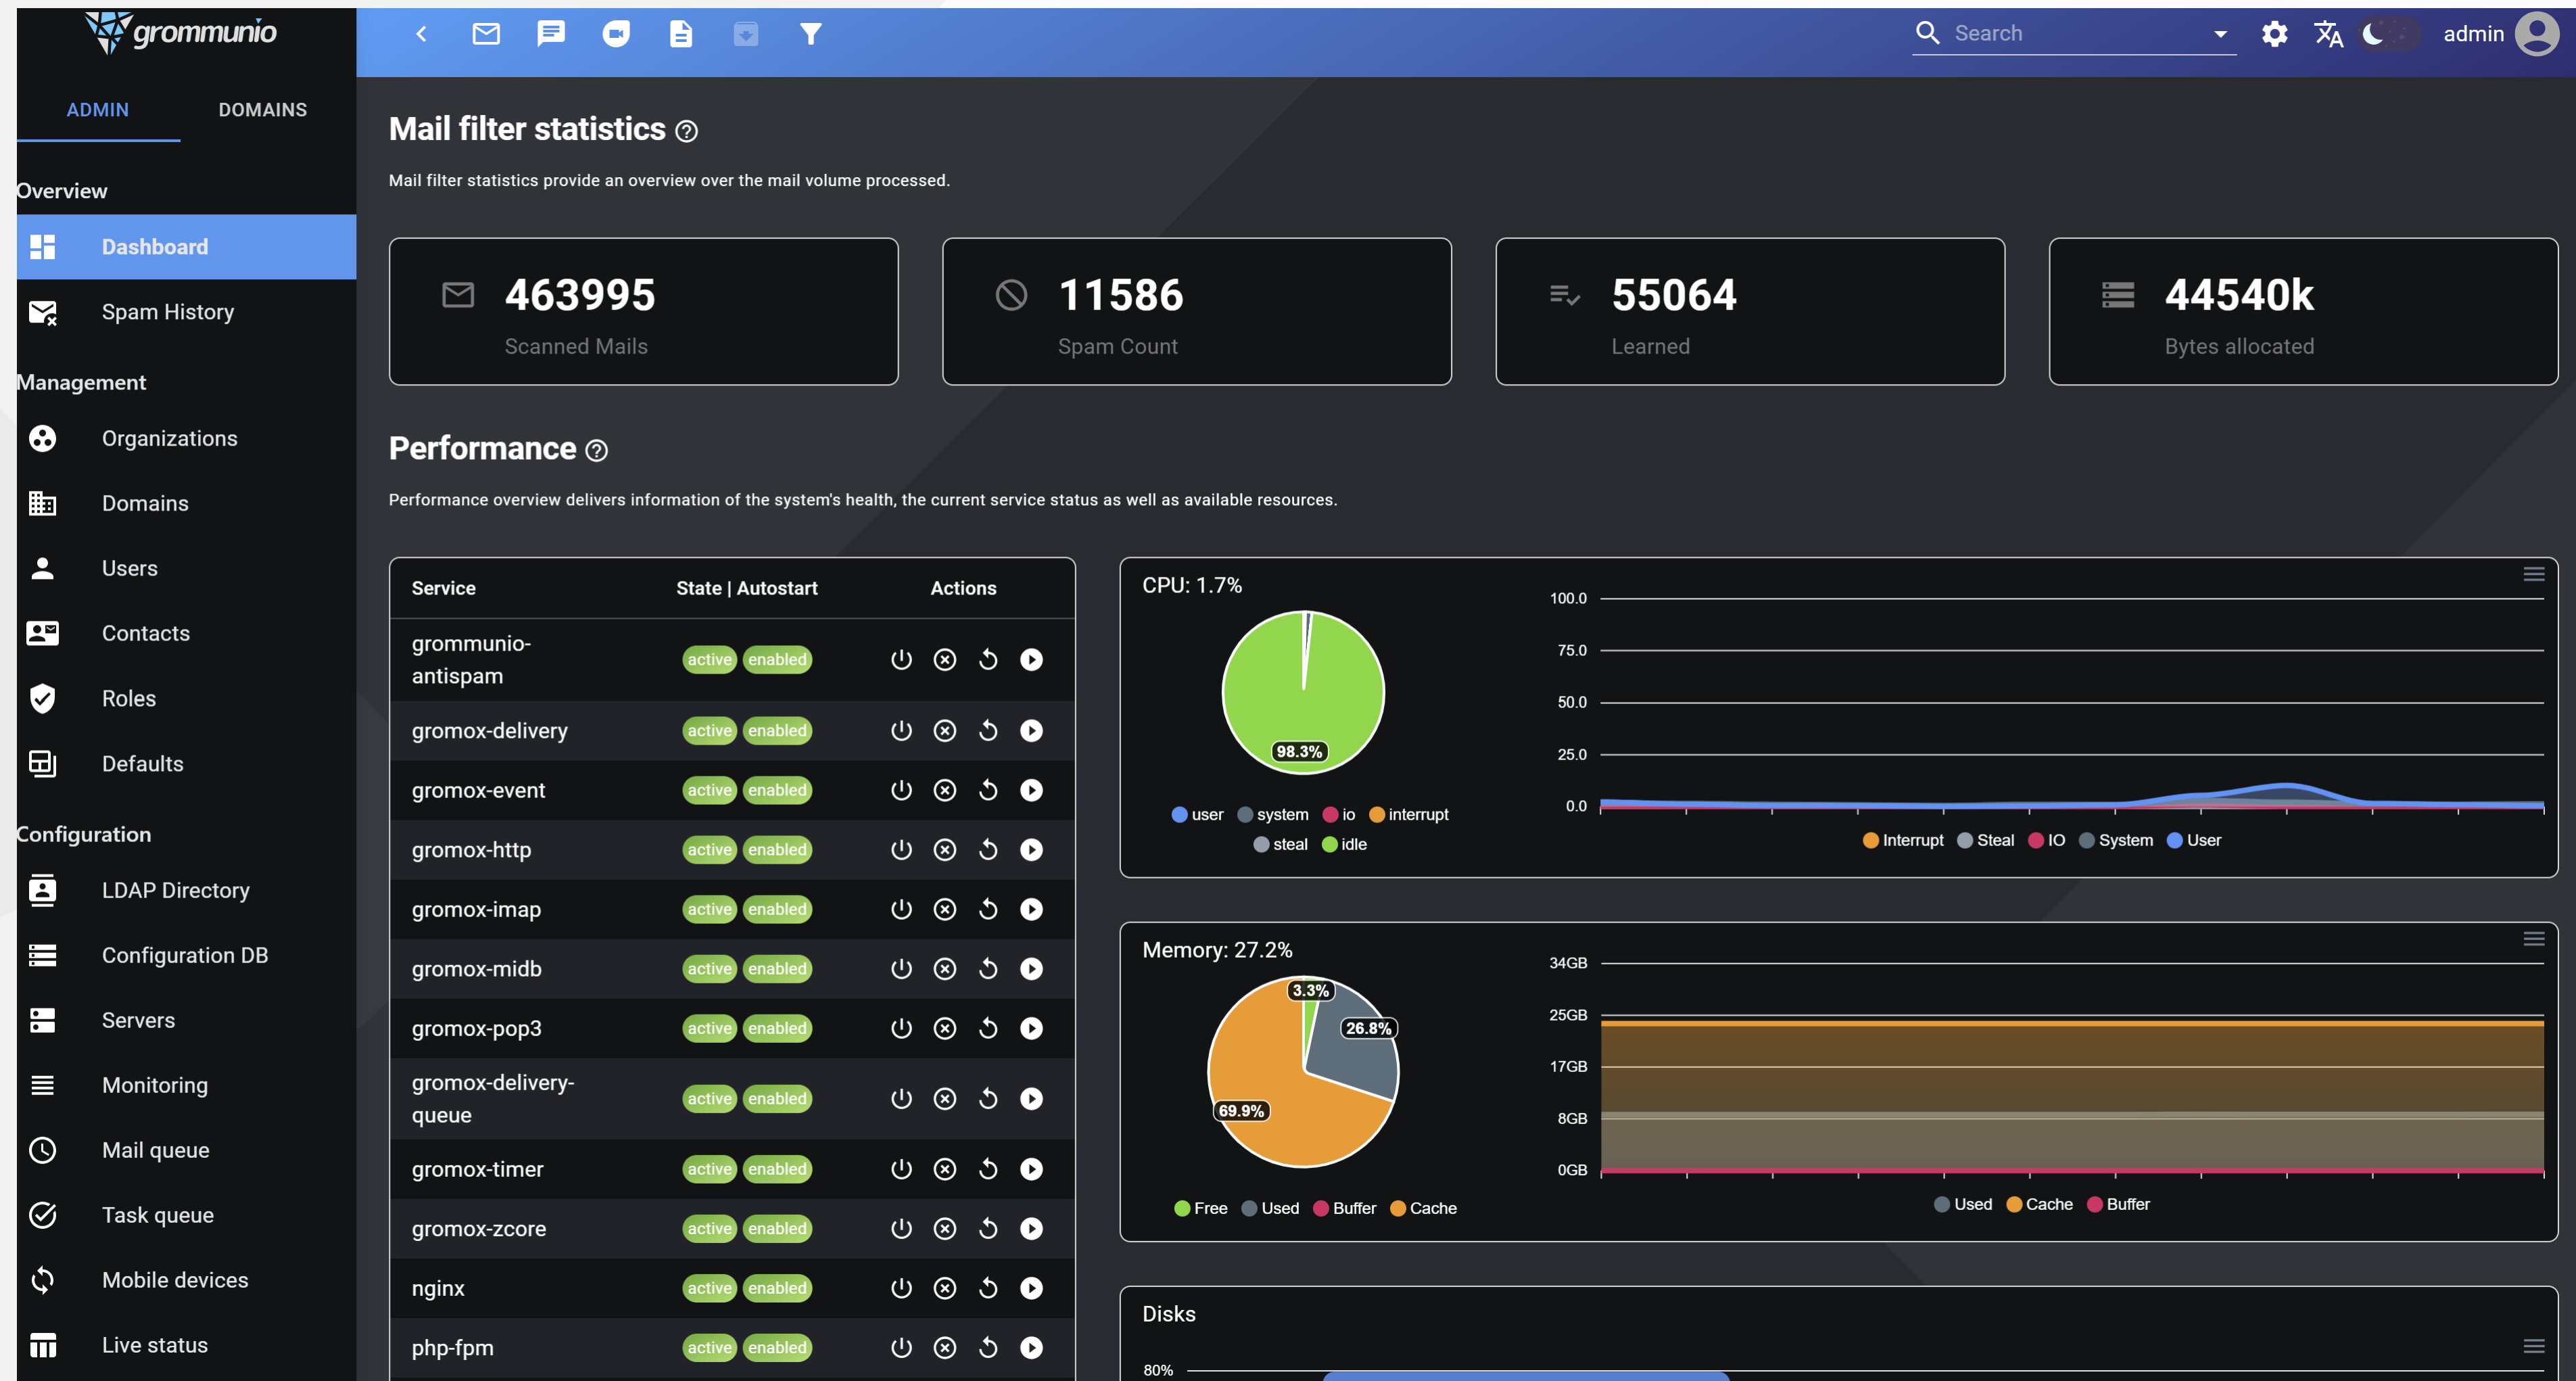 grommunio
Search
admin
ADMIN
DOMAINS
Overview
Dashboard
Spam History
Management
Organizations
Domains
Users
Contacts
Roles
Defaults
Configuration
LDAP Directory
Configuration DB
Servers
Monitoring
Mail queue
Task queue
Mobile devices
Live status
Mail filter statistics
Mail filter statistics provide an overview over the mail volume processed.
463995
Scanned Mails
11586
Spam Count
55064
Learned
44540k
Bytes allocated
Performance
Performance overview delivers information of the system's health, the current service status as well as available resources.
Service State | Autostart Actions
grommunio-
antispam
active enabled
gromox-delivery active enabled
gromox-event active enabled
gromox-http active enabled
gromox-imap active enabled
gromox-midb active enabled
gromox-pop3 active enabled
gromox-delivery-
queue
active enabled
gromox-timer active enabled
gromox-zcore active enabled
nginx active enabled
php-fpm active enabled
CPU: 1.7%
98.3%
user system io interrupt
steal idle
100.0
75.0
50.0
25.0
0.0
Interrupt Steal IO System User
Memory: 27.2%
3.3%
26.8%
69.9%
Free Used Buffer Cache
34GB
25GB
17GB
8GB
0GB
Used Cache Buffer
Disks
80%